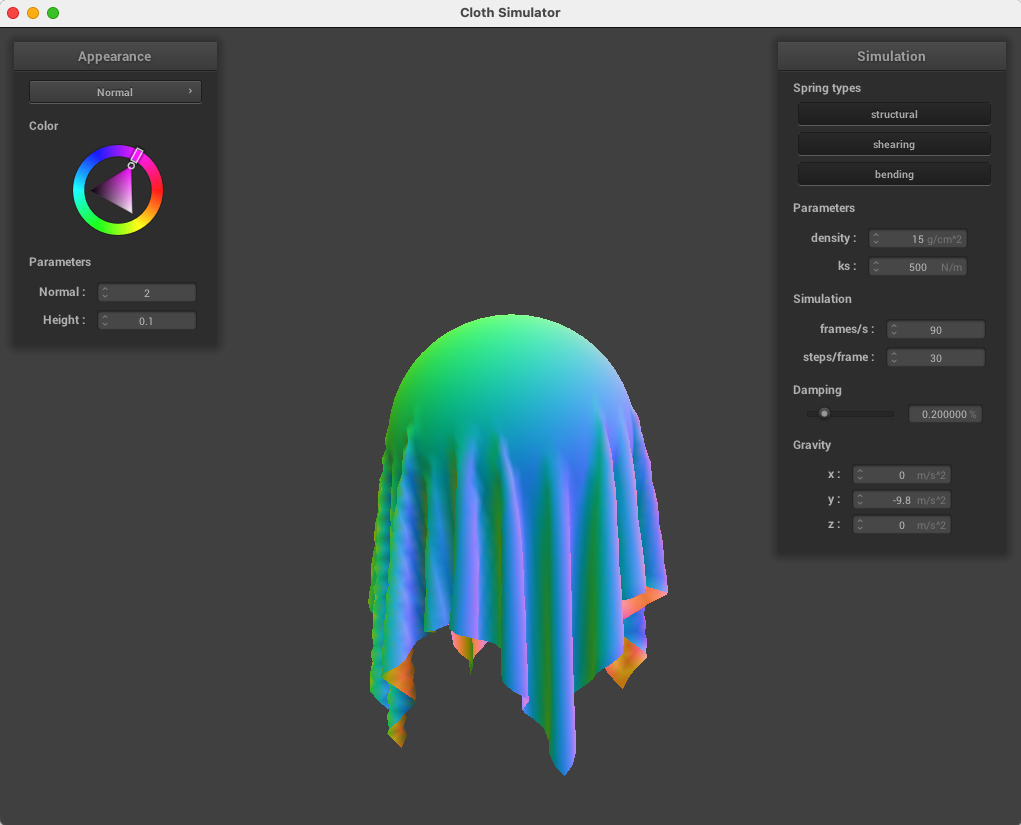 Cloth Simulator
Appearance
Normal
Color
Parameters
Normal : 2
Height : 0.1
Simulation
Spring types
structural
shearing
bending
Parameters
density : 15 g/cm^2
ks : 500 N/m
Simulation
frames/s : 90
steps/frame : 30
Damping
0.200000 %
Gravity
x : 0 m/s^2
y : -9.8 m/s^2
z : 0 m/s^2